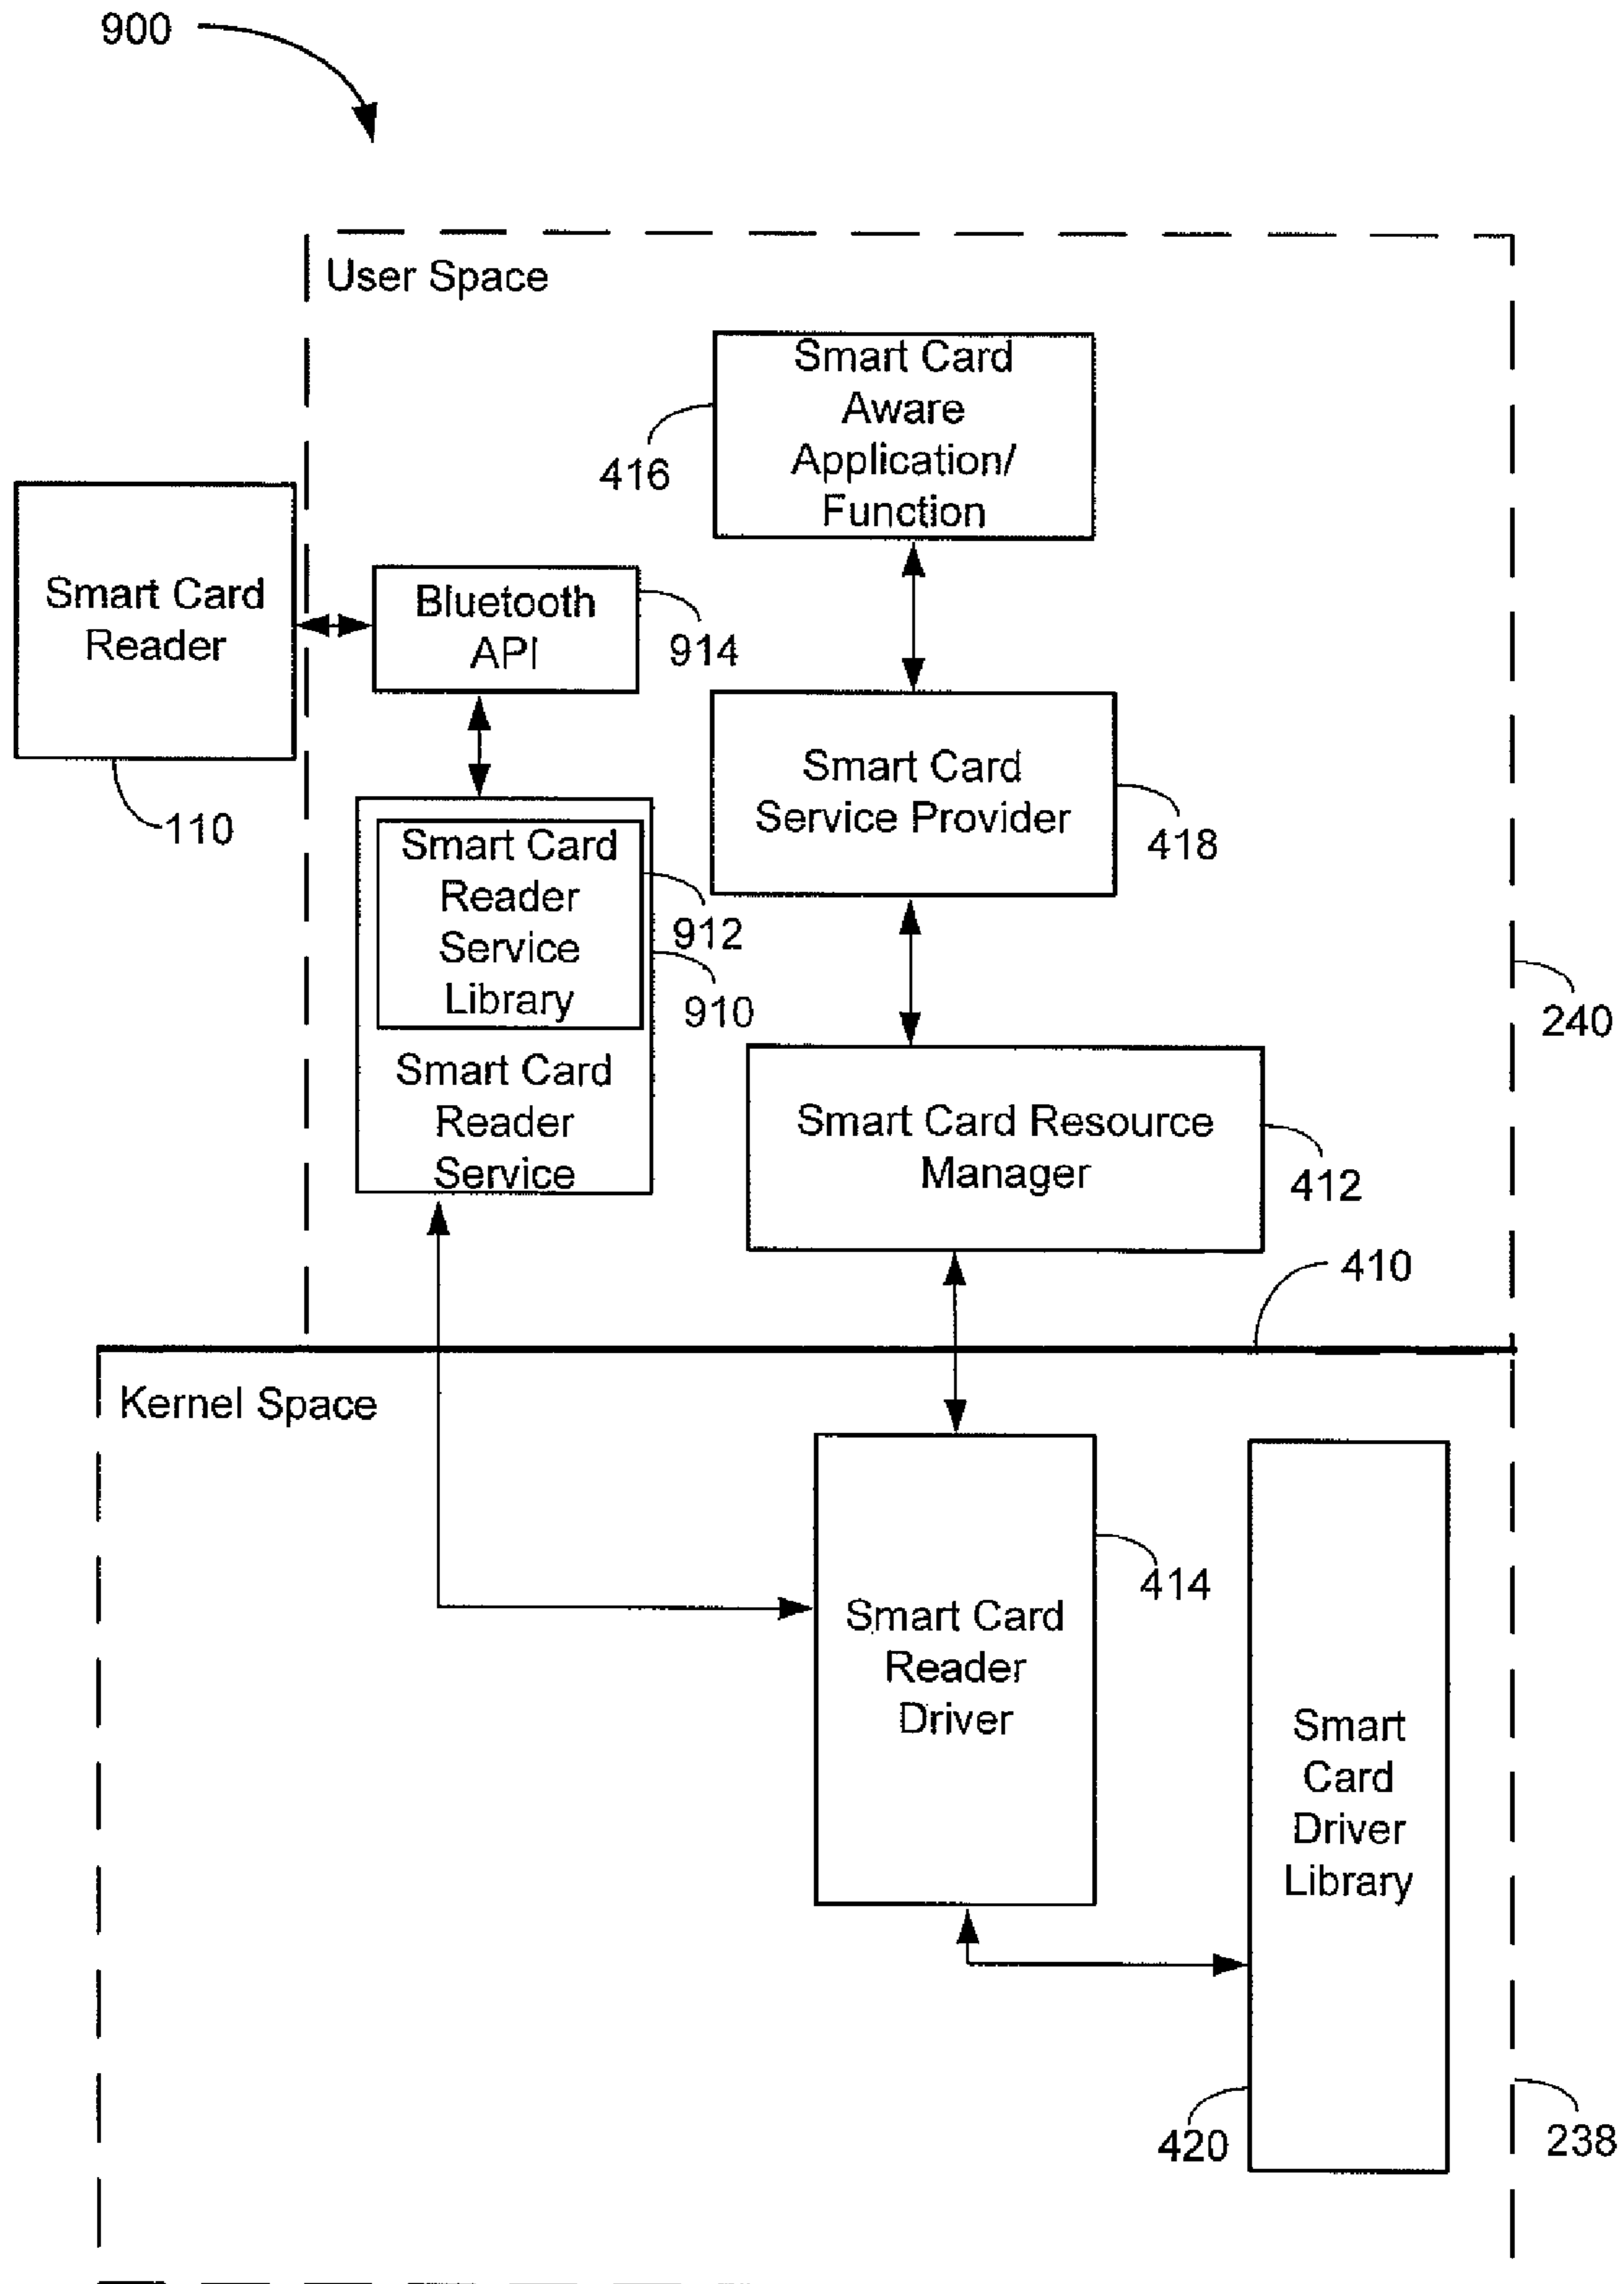 900
User Space
Smart Card
Aware
Application/
Function
416
Smart Card
Reader
110
Bluetooth
API
914
Smart Card
Service Provider
418
Smart Card
Reader
Service
Library
912
910
Smart Card
Reader
Service
240
Smart Card Resource
Manager
412
410
Kernel Space
Smart Card
Reader
Driver
414
Smart
Card
Driver
Library
420
238